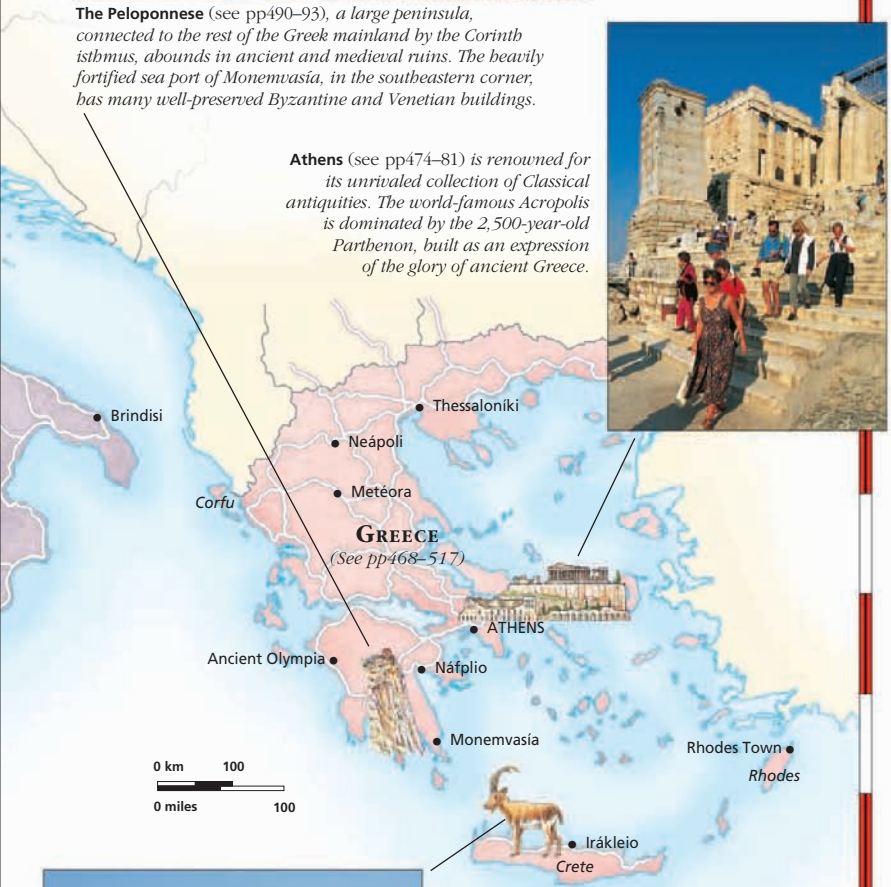 The Peloponnese (see pp490–93), a large peninsula,
connected to the rest of the Greek mainland by the Corinth
isthmus, abounds in ancient and medieval ruins. The heavily
fortified sea port of Monemvasía, in the southeastern corner,
has many well-preserved Byzantine and Venetian buildings.
Athens (see pp474–81) is renowned for
its unrivaled collection of Classical
antiquities. The world-famous Acropolis
is dominated by the 2,500-year-old
Parthenon, built as an expression
of the glory of ancient Greece.
Brindisi
Thessaloníki
Neápoli
Metéora
Corfu
GREECE
(See pp468–517)
ATHENS
Ancient Olympia
Náfplio
Monemvasía
Rhodes Town
Rhodes
0 km 100
0 miles 100
Irákleio
Crete